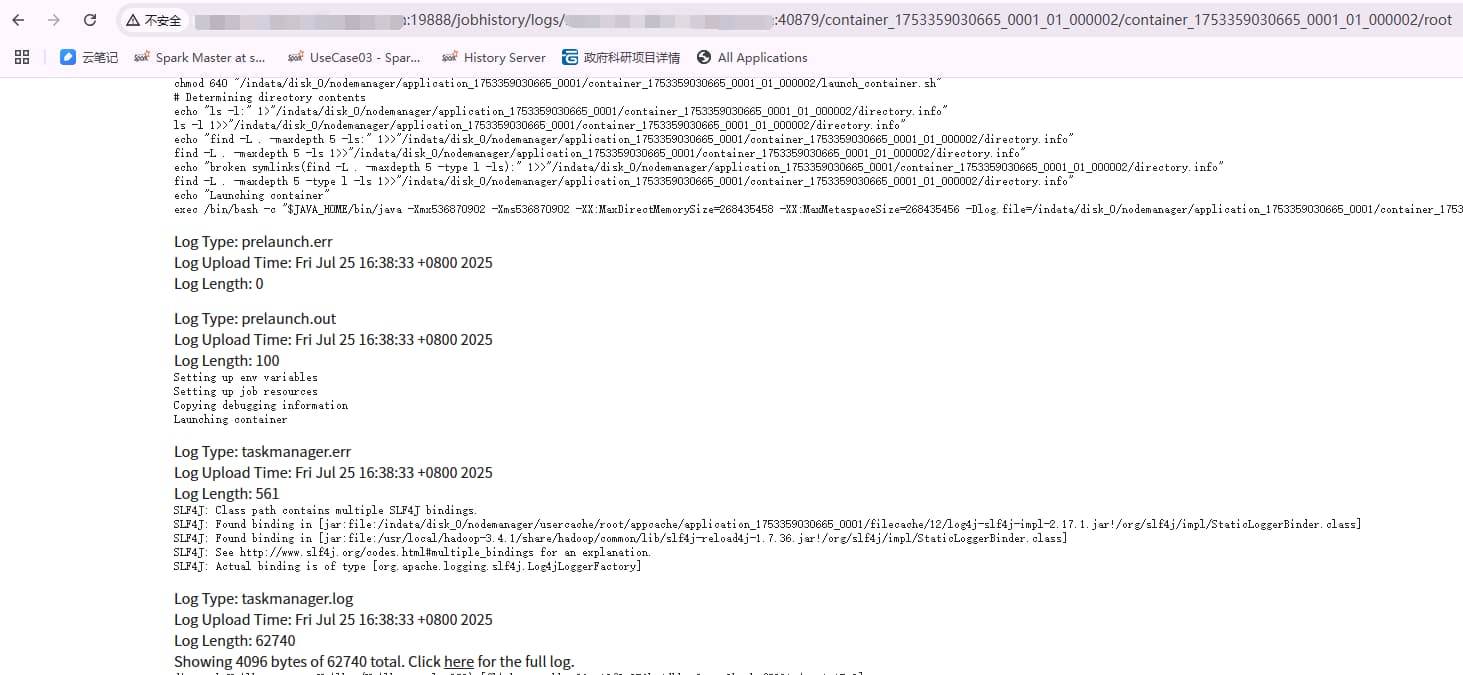 不安全
:19888/jobhistory/logs/
:40879/container_1753359030665_0001_01_000002/container_1753359030665_0001_01_000002/root
云笔记 Spark Master at s... UseCase03 - Spar... History Server 政府科研项目详情 All Applications
chmod 640 "/indata/disk_0/nodemanager/application_1753359030665_0001/container_1753359030665_0001_01_000002/launch_container.sh"
# Determining directory contents
echo "ls -l:" 1>"/indata/disk_0/nodemanager/application_1753359030665_0001/container_1753359030665_0001_01_000002/directory.info"
ls -l 1>>"/indata/disk_0/nodemanager/application_1753359030665_0001/container_1753359030665_0001_01_000002/directory.info"
echo "find -L . -maxdepth 5 -ls:" 1>>"/indata/disk_0/nodemanager/application_1753359030665_0001/container_1753359030665_0001_01_000002/directory.info"
find -L . -maxdepth 5 -ls 1>>"/indata/disk_0/nodemanager/application_1753359030665_0001/container_1753359030665_0001_01_000002/directory.info"
echo "broken symlinks(find -L . -maxdepth 5 -type l -ls):" 1>>"/indata/disk_0/nodemanager/application_1753359030665_0001/container_1753359030665_0001_01_000002/directory.info"
find -L . -maxdepth 5 -type l -ls 1>>"/indata/disk_0/nodemanager/application_1753359030665_0001/container_1753359030665_0001_01_000002/directory.info"
echo "Launching container"
exec /bin/bash -c "$JAVA_HOME/bin/java -Xmx536870902 -Xms536870902 -XX:MaxDirectMemorySize=268435458 -XX:MaxMetaspaceSize=268435456 -Dlog.file=/indata/disk_0/nodemanager/application_1753359030665_0001/container_1753
Log Type: prelaunch.err
Log Upload Time: Fri Jul 25 16:38:33 +0800 2025
Log Length: 0
Log Type: prelaunch.out
Log Upload Time: Fri Jul 25 16:38:33 +0800 2025
Log Length: 100
Setting up env variables
Setting up job resources
Copying debugging information
Launching container
Log Type: taskmanager.err
Log Upload Time: Fri Jul 25 16:38:33 +0800 2025
Log Length: 561
SLF4J: Class path contains multiple SLF4J bindings.
SLF4J: Found binding in [jar:file:/indata/disk_0/nodemanager/usercache/root/appcache/application_1753359030665_0001/filecache/12/log4j-slf4j-impl-2.17.1.jar!/org/slf4j/impl/StaticLoggerBinder.class]
SLF4J: Found binding in [jar:file:/usr/local/hadoop-3.4.1/share/hadoop/common/lib/slf4j-reload4j-1.7.36.jar!/org/slf4j/impl/StaticLoggerBinder.class]
SLF4J: See http://www.slf4j.org/codes.html#multiple_bindings for an explanation.
SLF4J: Actual binding is of type [org.apache.logging.slf4j.Log4jLoggerFactory]
Log Type: taskmanager.log
Log Upload Time: Fri Jul 25 16:38:33 +0800 2025
Log Length: 62740
Showing 4096 bytes of 62740 total. Click here for the full log.